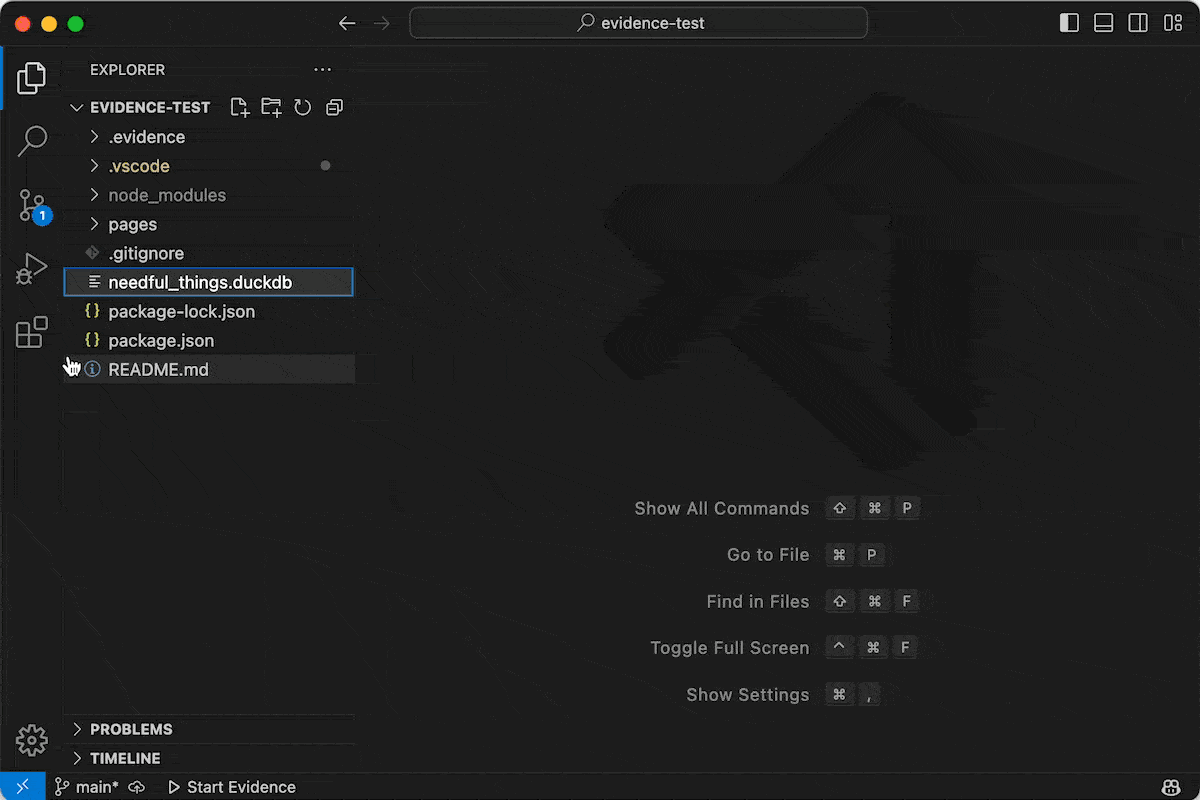 evidence-test
EXPLORER
EVIDENCE-TEST
.evidence
.vscode
node_modules
pages
.gitignore
needful_things.duckdb
package-lock.json
package.json
README.md
1
Show All Commands ⇧ ⌘ P
Go to File ⌘ P
Find in Files ⇧ ⌘ F
Toggle Full Screen ^ ⌘ F
Show Settings ⌘ ,
PROBLEMS
TIMELINE
main* Start Evidence